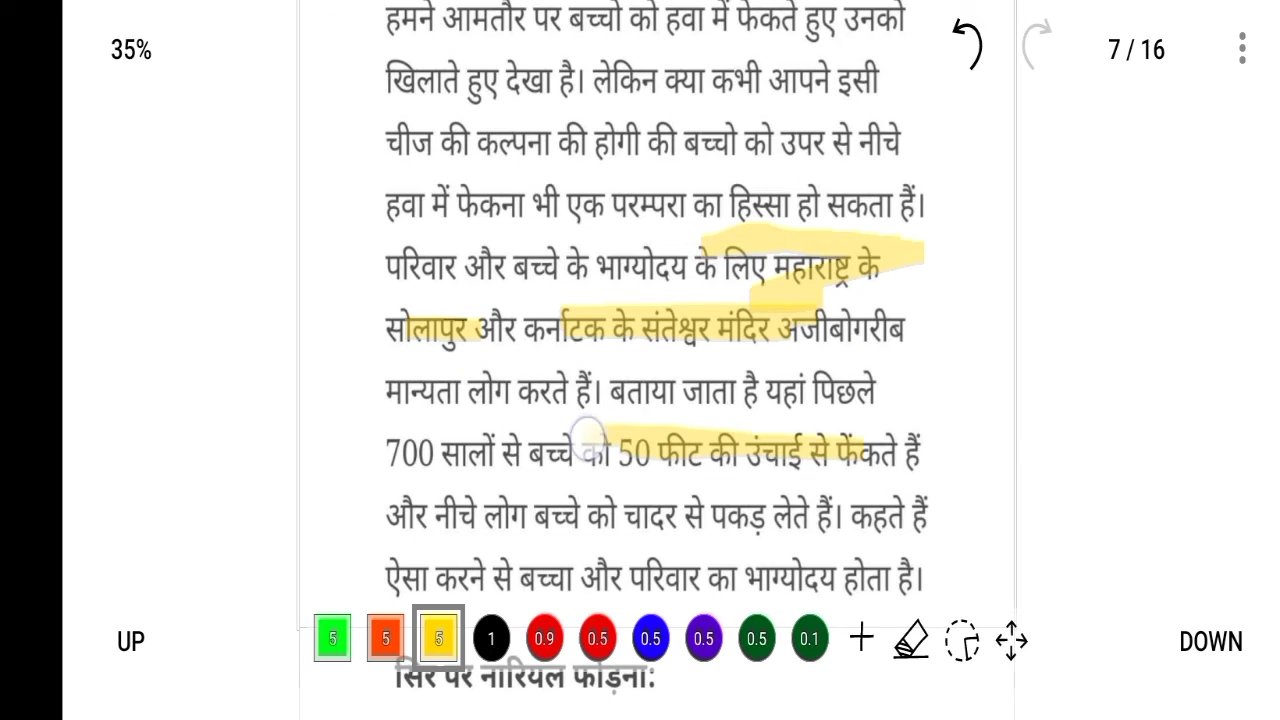 35%
7 / 16
हमने आमतौर पर बच्चो को हवा में फेकते हुए उनको
खिलाते हुए देखा है। लेकिन क्या कभी आपने इसी
चीज की कल्पना की होगी की बच्चो को उपर से नीचे
हवा में फेकना भी एक परम्परा का हिस्सा हो सकता हैं।
परिवार और बच्चे के भाग्योदय के लिए महाराष्ट्र के
सोलापुर और कर्नाटक के संतेश्वर मंदिर अजीबोगरीब
मान्यता लोग करते हैं। बताया जाता है यहां पिछले
700 सालों से बच्चे को 50 फीट की उंचाई से फेंकते हैं
और नीचे लोग बच्चे को चादर से पकड़ लेते हैं। कहते हैं
ऐसा करने से बच्चा और परिवार का भाग्योदय होता है।
UP
5 5 5 1 0.9 0.5 0.5 0.5 0.5 0.1
DOWN
सिर पर नारियल फोड़ना: